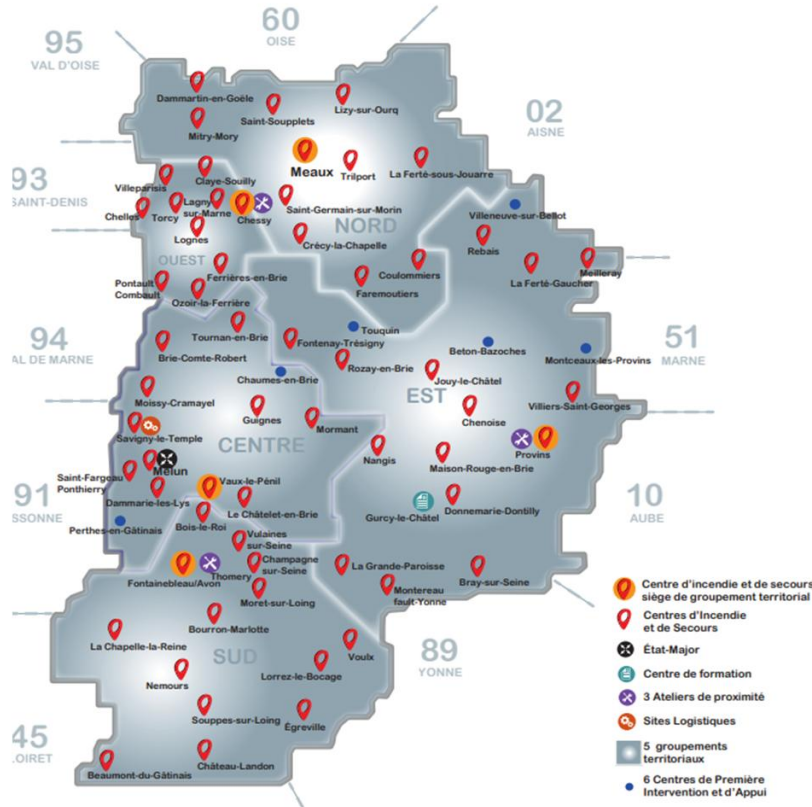 60
OISE
95
VAL D'OISE
Dammartin-en-Goële
Saint-Soupplets
Lizy-sur-Ourq
Mitry-Mory
02
AISNE
Meaux
Trilport
La Ferté-sous-Jouarre
93
SAINT-DENIS
Villeparisis
Claye-Souilly
Chelles
Torcy
Lagny
sur-Marne
Chessy
Saint-Germain-sur-Morin
NORD
Villeneuve-sur-Bellot
Lognes
Crécy-la-Chapelle
Rebais
OUEST
Ferrières-en-Brie
Coulommiers
La Ferté-Gaucher
Meilleray
Pontault
Combault
Ozoir-la-Ferrière
Faremoutiers
Tournan-en-Brie
Touquin
94
AL DE MARNE
Brie-Comte-Robert
Fontenay-Trésigny
Rozay-en-Brie
Beton-Bazoches
51
MARNE
Montceaux-les-Provins
Chaumes-en-Brie
Jouy-le-Châtel
Moissy-Cramayel
EST
Villiers-Saint-Georges
Guignes
Mormant
Chenoise
Savigny-le-Temple
CENTRE
Nangis
Provins
Maison-Rouge-en-Brie
Melun
Saint-Fargeau
Ponthierry
Vaux-le-Pénil
91
ESSONNE
Dammarie-les-Lys
Le Châtelet-en-Brie
Gurcy-le-Châtel
Donnemarie-Dontilly
10
AUBE
Perthes-en-Gâtinais
Bois-le-Roi
Vulaines
sur-Seine
Fontainebleau/Avon
Thomery
Champagne
sur-Seine
La Grande-Paroisse
Bray-sur-Seine
Moret-sur-Loing
Montereau
fault-Yonne
Bourron-Marlotte
La Chapelle-la-Reine
SUD
Voulx
89
YONNE
Nemours
Lorrez-le-Bocage
Souppes-sur-Loing
Égreville
45
LOIRET
Château-Landon
Beaumont-du-Gâtinais
Centre d'incendie et de secours
siège de groupement territorial
Centres d'Incendie
et de Secours
État-Major
Centre de formation
3 Ateliers de proximité
Sites Logistiques
5 groupements
territoriaux
6 Centres de Première
Intervention et d'Appui